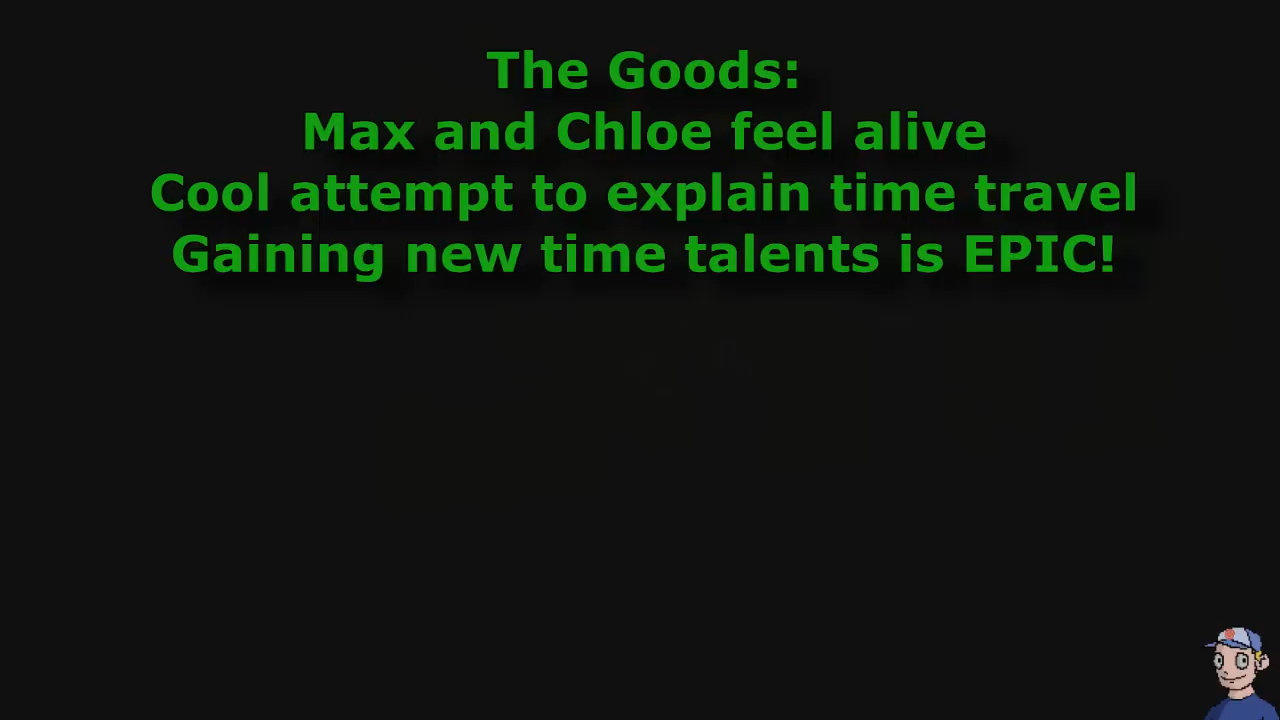 The Goods:
Max and Chloe feel alive
Cool attempt to explain time travel
Gaining new time talents is EPIC!